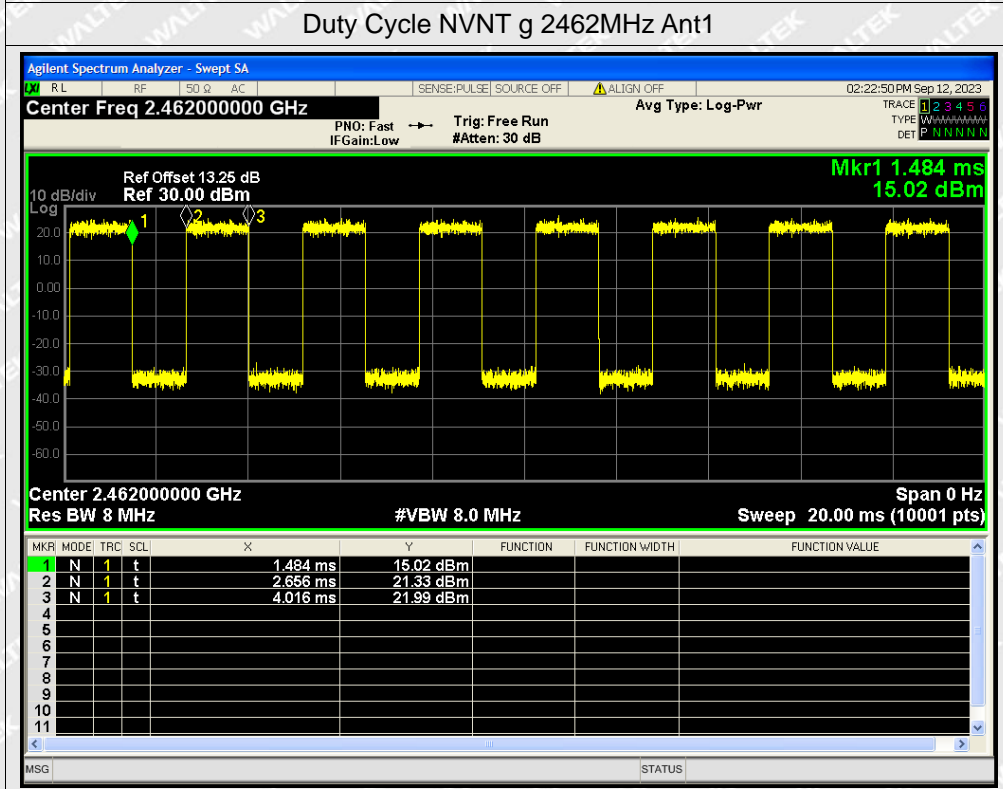 Duty Cycle NVNT g 2462MHz Ant1
Agilent Spectrum Analyzer - Swept SA
LXI RL RF 50 Ω AC SENSE:PULSE SOURCE OFF ALIGN OFF 02:22:50 PM Sep 12, 2023
Center Freq 2.462000000 GHz Avg Type: Log-Pwr TRACE 1 2 3 4 5 6
PNO: Fast Trig: Free Run TYPE WWWWWW
IFGain:Low #Atten: 30 dB DET P N N N N N
Mkr1 1.484 ms
Ref Offset 13.25 dB
10 dB/div Ref 30.00 dBm 15.02 dBm
Log
1 2 3
20.0
10.0
0.00
-10.0
-20.0
-30.0
-40.0
-50.0
-60.0
Center 2.462000000 GHz Span 0 Hz
Res BW 8 MHz #VBW 8.0 MHz Sweep 20.00 ms (10001 pts)
MKR MODE TRC SCL X Y FUNCTION FUNCTION WIDTH FUNCTION VALUE
1 N 1 t 1.484 ms 15.02 dBm
2 N 1 t 2.656 ms 21.33 dBm
3 N 1 t 4.016 ms 21.99 dBm
4
5
6
7
8
9
10
11
MSG STATUS
WALTEK